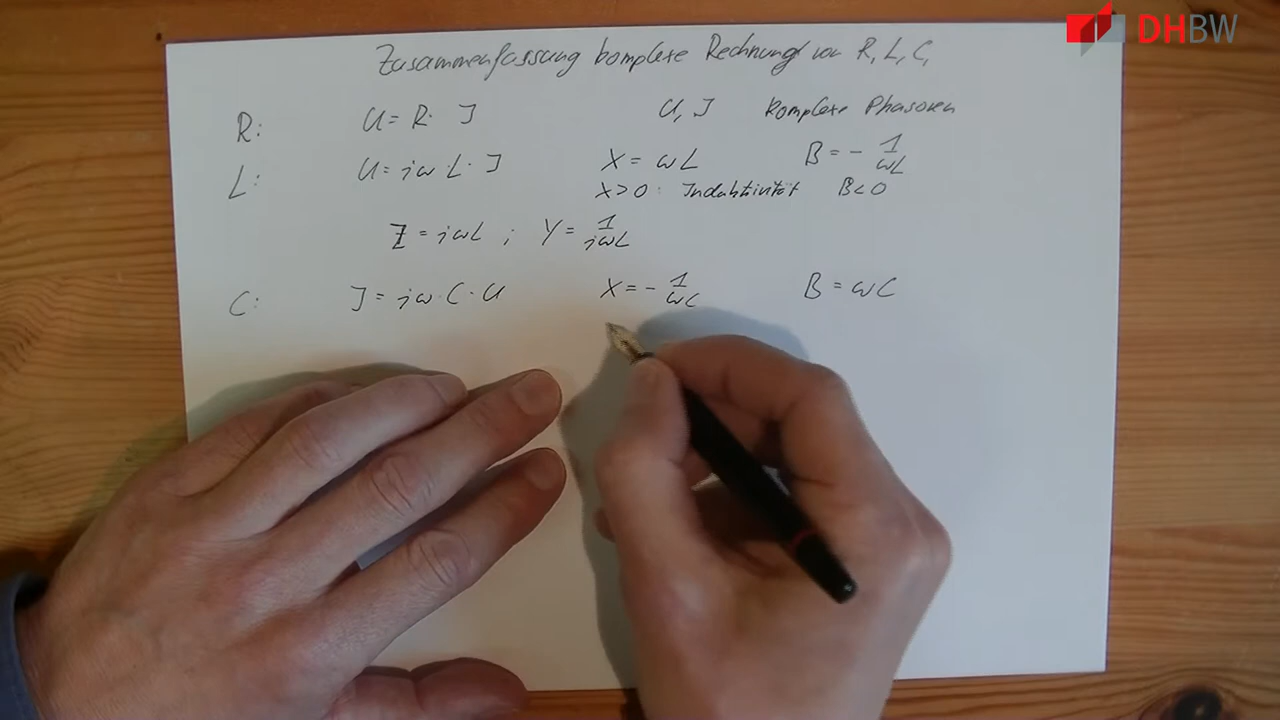 DHBW
Zusammenfassung komplexe Rechnung von R, L, C,
R: U = R · I U, I komplexe Phasoren
L: U = jω L · I X = ωL B = - 1/ωL
X>0 : Induktivität B<0
Z = jωL ; Y = 1/jωL
C: I = jω · C · U X = - 1/ωC B = ωC